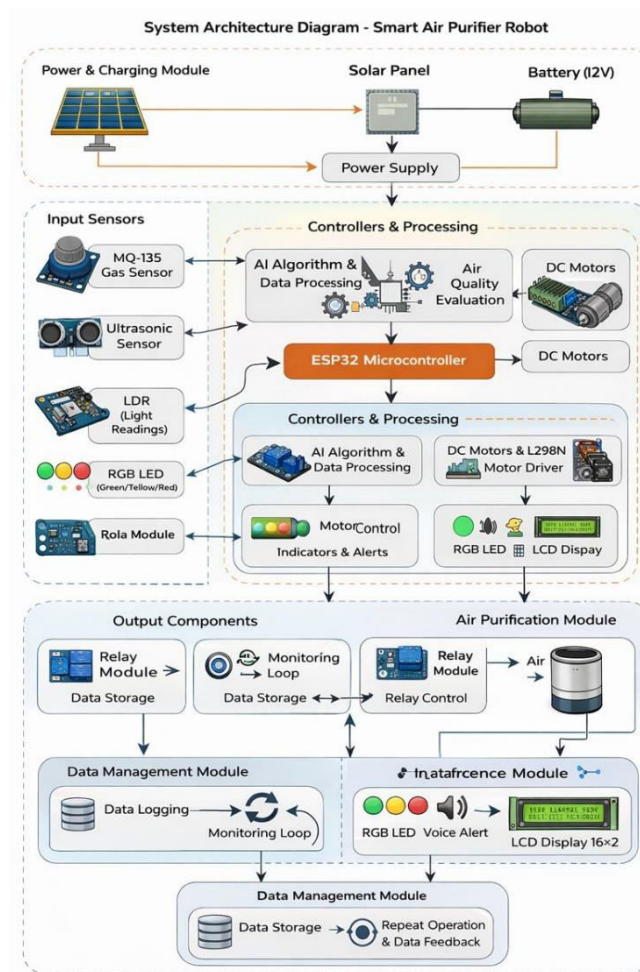 System Architecture Diagram - Smart Air Purifier Robot
Power & Charging Module
Solar Panel
Battery (12V)
Power Supply
Input Sensors
MQ-135
Gas Sensor
Ultrasonic
Sensor
LDR
(Light
Readings)
RGB LED
(Green/Tellow/Red)
Rola Module
Controllers & Processing
AI Algorithm &
Data Processing
Air
Quality
Evaluation
DC Motors
ESP32 Microcontroller
DC Motors
Controllers & Processing
AI Algorithm &
Data Processing
DC Motors & L298N
Motor Driver
MotorControl
Indicators & Alerts
RGB LED
LCD Dispay
Output Components
Air Purification Module
Relay
Module
Data Storage
Monitoring
Loop
Data Storage
Relay
Module
Relay Control
Air
Data Management Module
Data Logging
Monitoring Loop
Inatafrcence Module
RGB LED
Voice Alert
LCD Display 16×2
Data Management Module
Data Storage
Repeat Operation
& Data Feedback